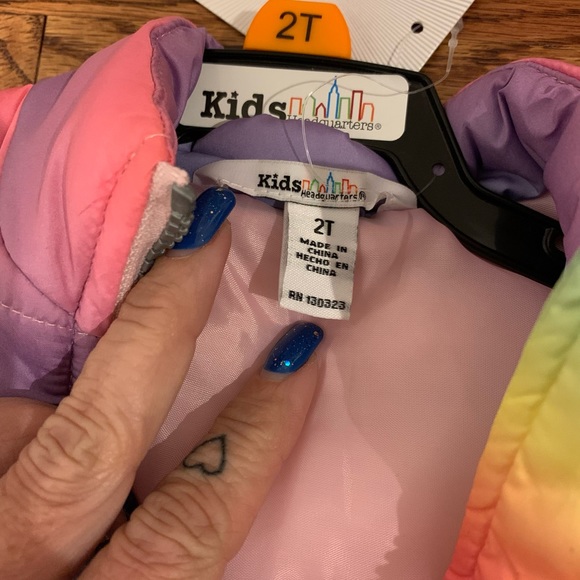 2T
Kids
Headquarters®
Kids
Headquarters®
2T
MADE IN
CHINA
HECHO EN
CHINA
RN 130323